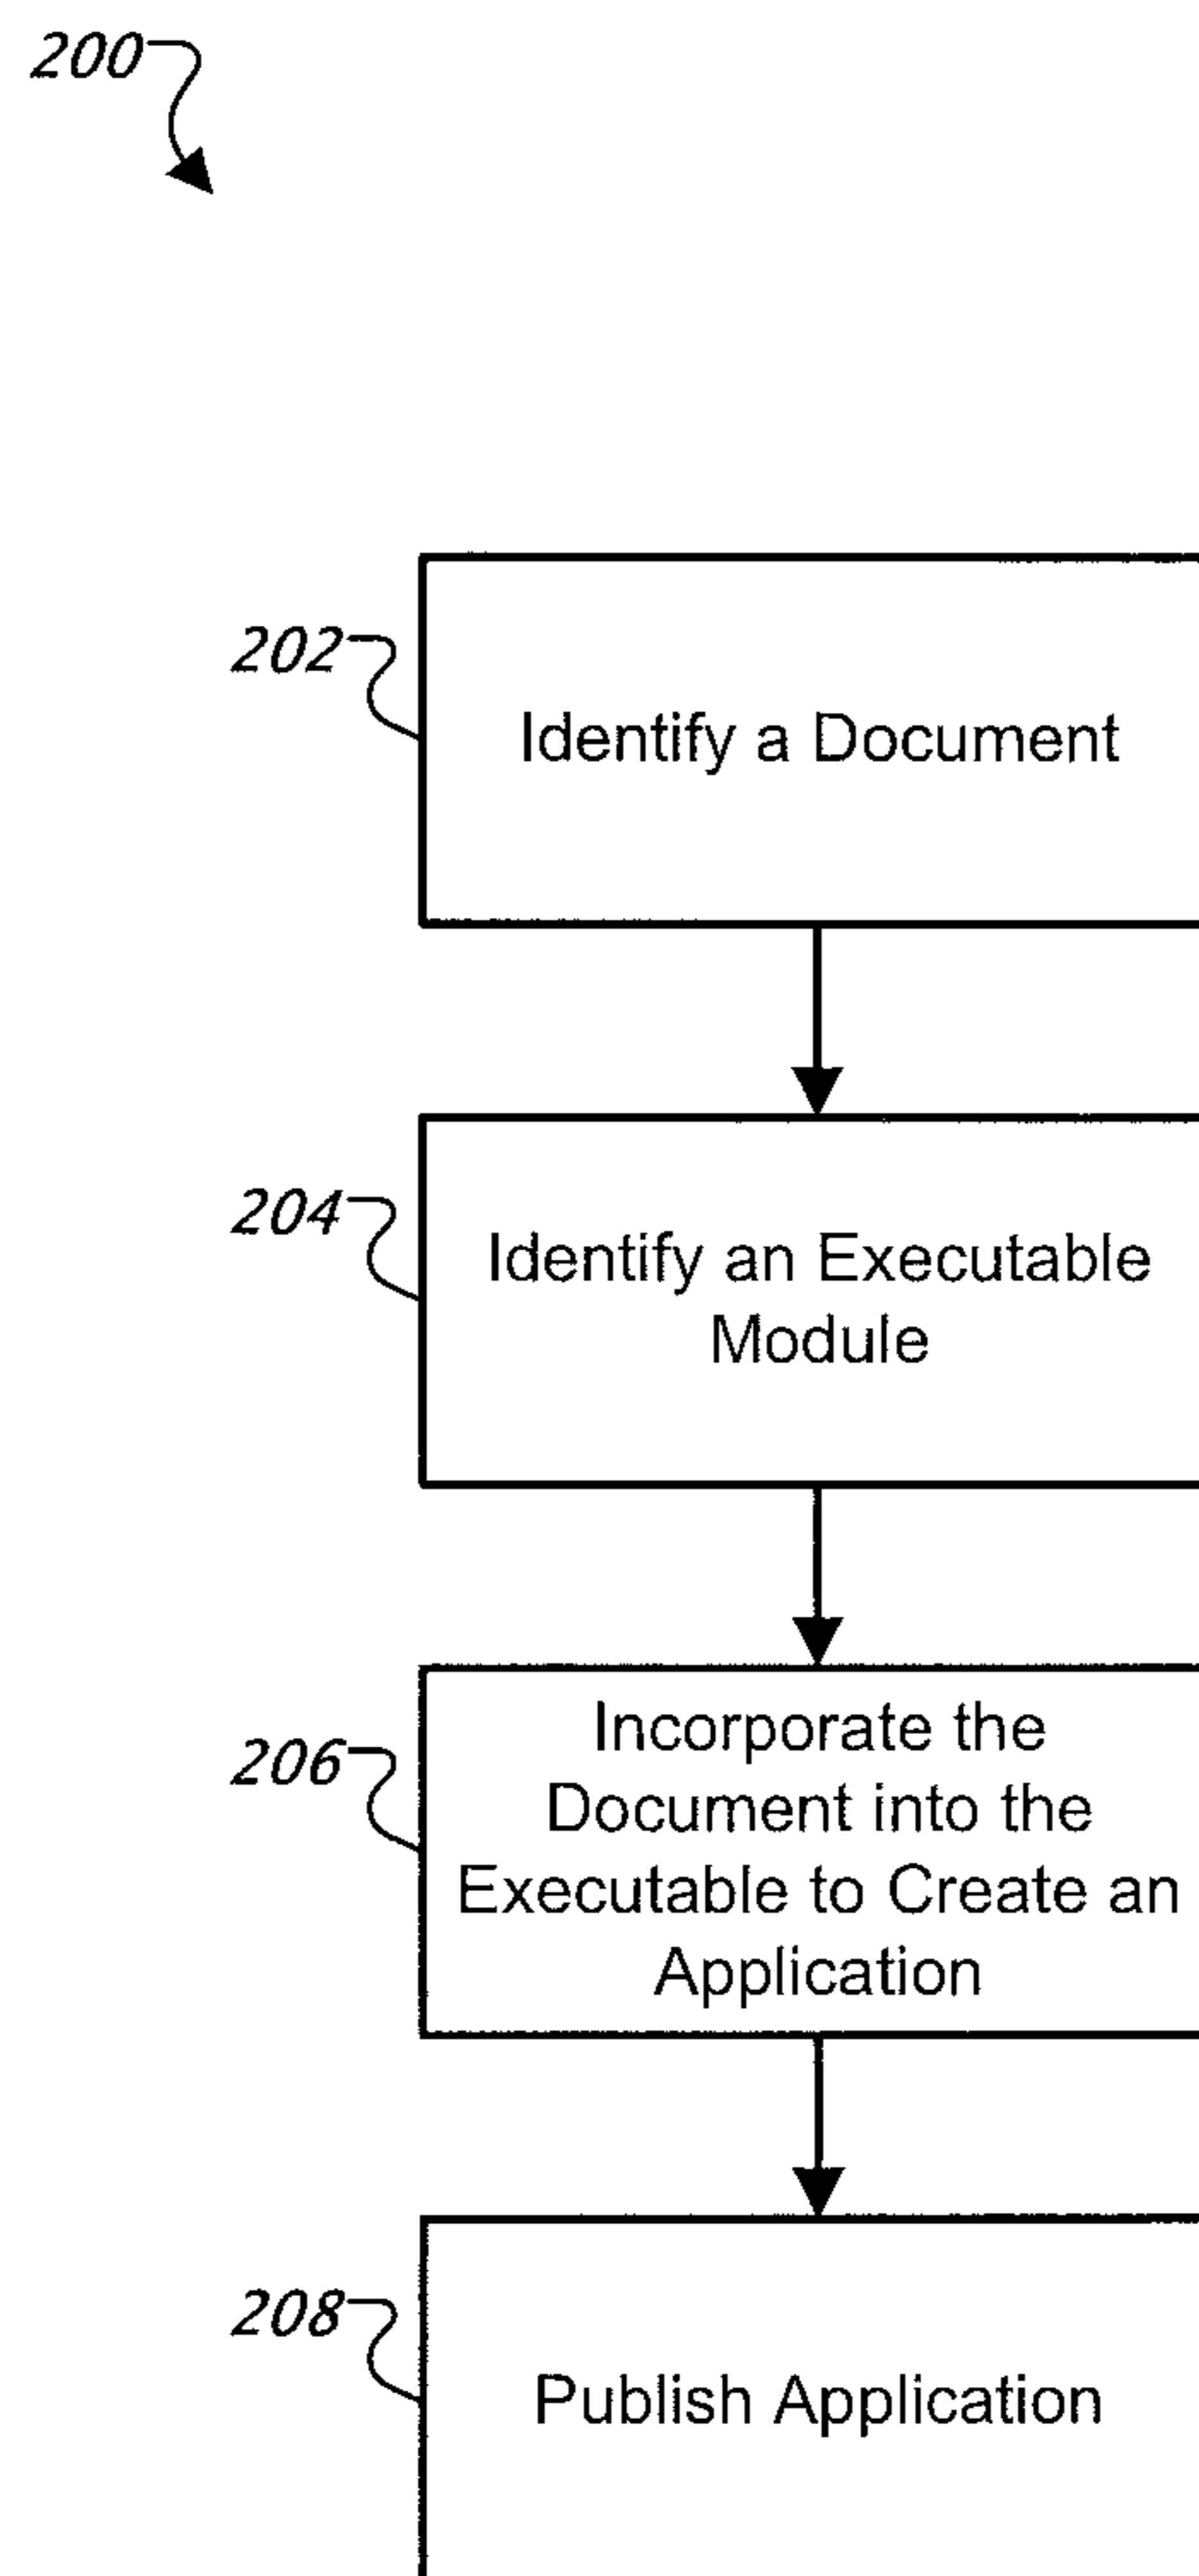 200
202
Identify a Document
204
Identify an Executable
Module
206
Incorporate the
Document into the
Executable to Create an
Application
208
Publish Application